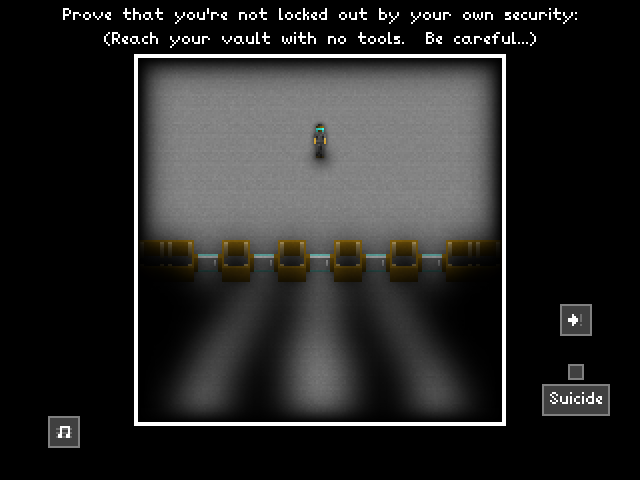 Prove that you're not locked out by your own security:
(Reach your vault with no tools.  Be careful...)
Suicide